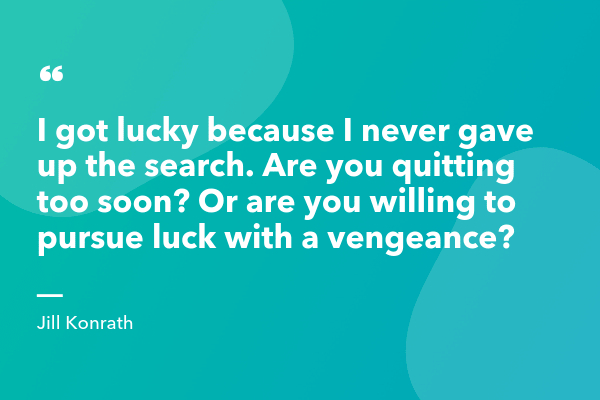 “
I got lucky because I never gave
up the search. Are you quitting
too soon? Or are you willing to
pursue luck with a vengeance?
Jill Konrath